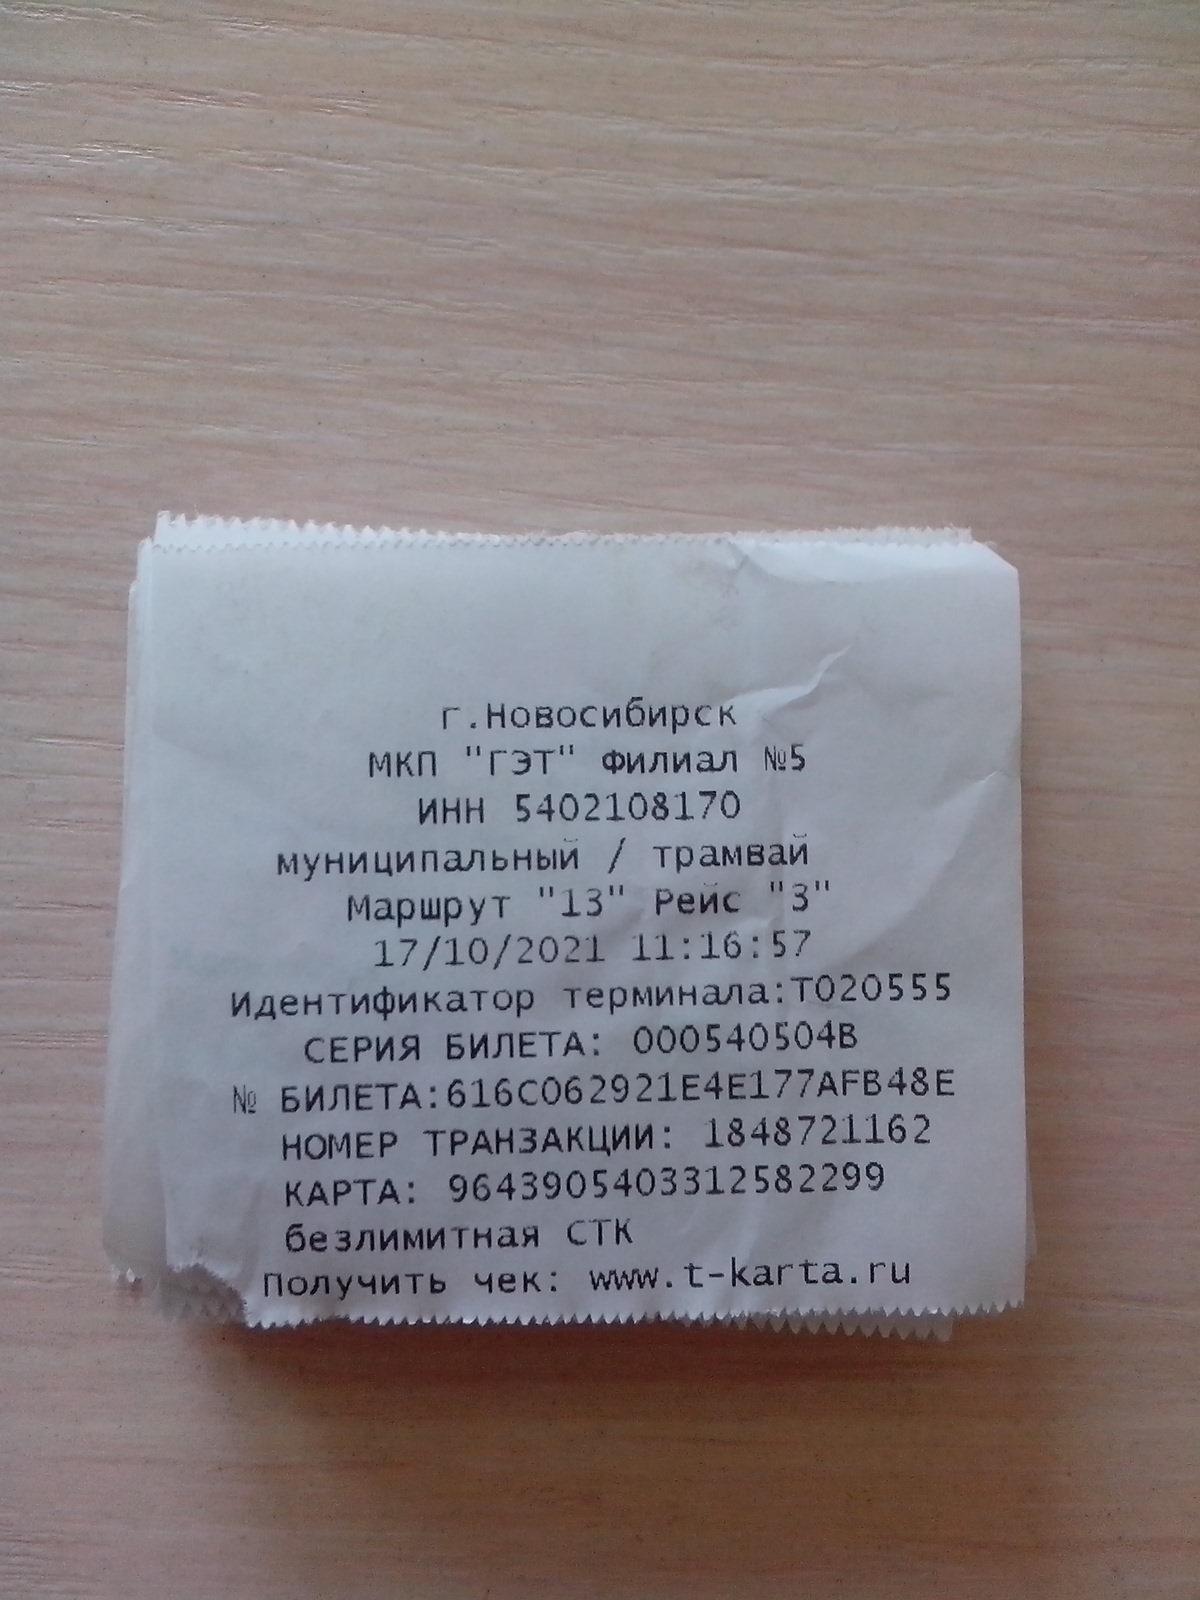 г.Новосибирск
МКП "ГЭТ" Филиал №5
ИНН 5402108170
муниципальный / трамвай
Маршрут "13" Рейс "3"
17/10/2021 11:16:57
Идентификатор терминала:T020555
СЕРИЯ БИЛЕТА: 000540504B
№ БИЛЕТА:616C062921E4E177AFB48E
НОМЕР ТРАНЗАКЦИИ: 1848721162
КАРТА: 9643905403312582299
безлимитная СТК
Получить чек: www.t-karta.ru